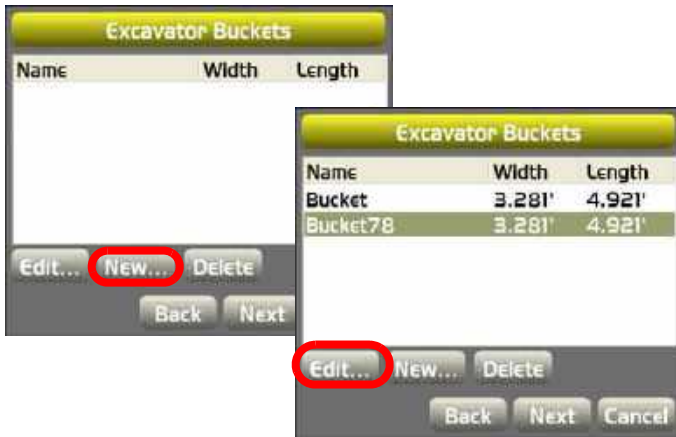 Excavator Buckets
Name Width Length
Edit... New... Delete
Back Next
Excavator Buckets
Name Width Length
Bucket 3.281' 4.921'
Bucket78 3.281' 4.921'
Edit... New... Delete
Back Next Cancel